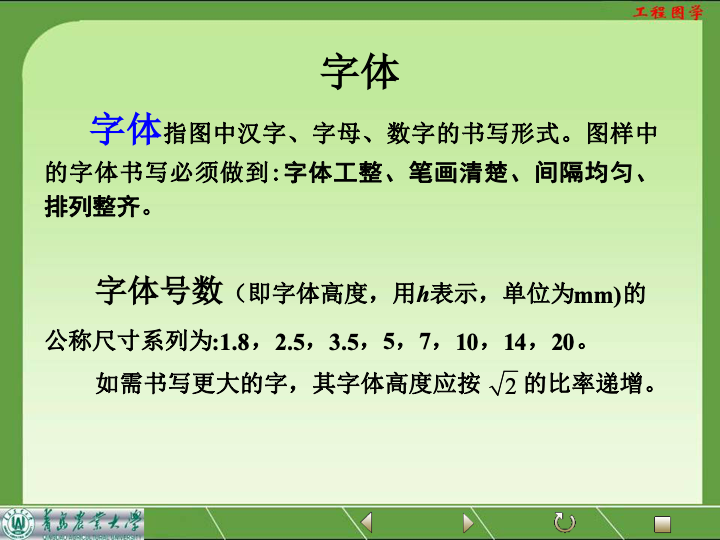 工程图学
字体
字体指图中汉字、字母、数字的书写形式。图样中
的字体书写必须做到:字体工整、笔画清楚、间隔均匀、
排列整齐。
字体号数（即字体高度，用h表示，单位为mm)的
公称尺寸系列为:1.8，2.5，3.5，5，7，10，14，20。
如需书写更大的字，其字体高度应按 √2 的比率递增。
青岛农业大学